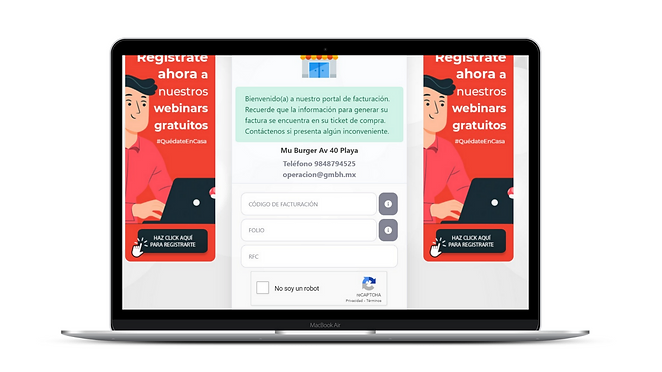 Regístrate
ahora a
nuestros
webinars
gratuitos
#QuédateEnCasa
HAZ CLICK AQUÍ
PARA REGISTRARTE
Bienvenido(a) a nuestro portal de facturación.
Recuerde que la información para generar su
factura se encuentra en su ticket de compra.
Contáctenos si presenta algún inconveniente.
Mu Burger Av 40 Playa
Teléfono 9848794525
operacion@gmbh.mx
CÓDIGO DE FACTURACIÓN
FOLIO
RFC
No soy un robot
reCAPTCHA
Privacidad - Términos
Regístrate
ahora a
nuestros
webinars
gratuitos
#QuédateEnCasa
HAZ CLICK AQUÍ
PARA REGISTRARTE
MacBook Air